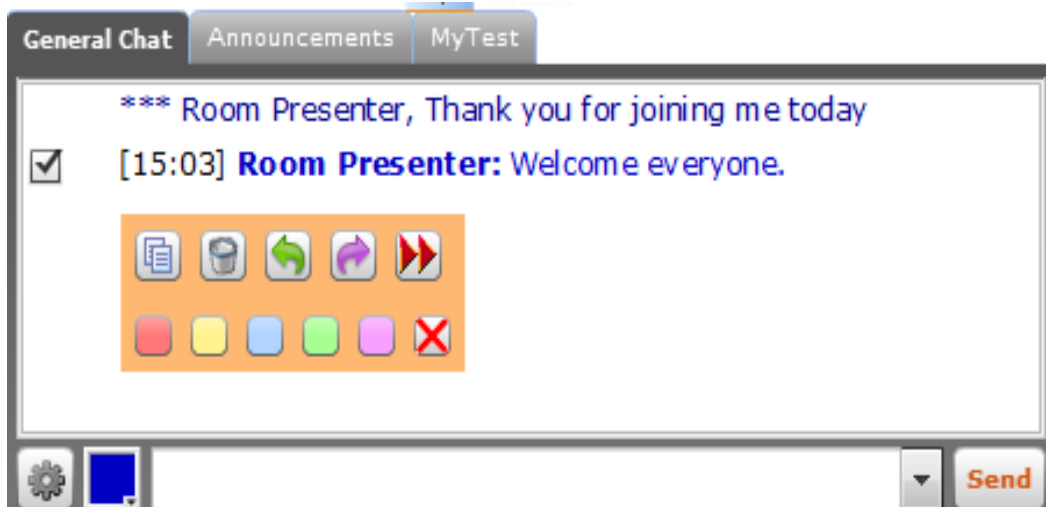 General Chat Announcements MyTest
*** Room Presenter, Thank you for joining me today
[15:03] Room Presenter: Welcome everyone.
Send